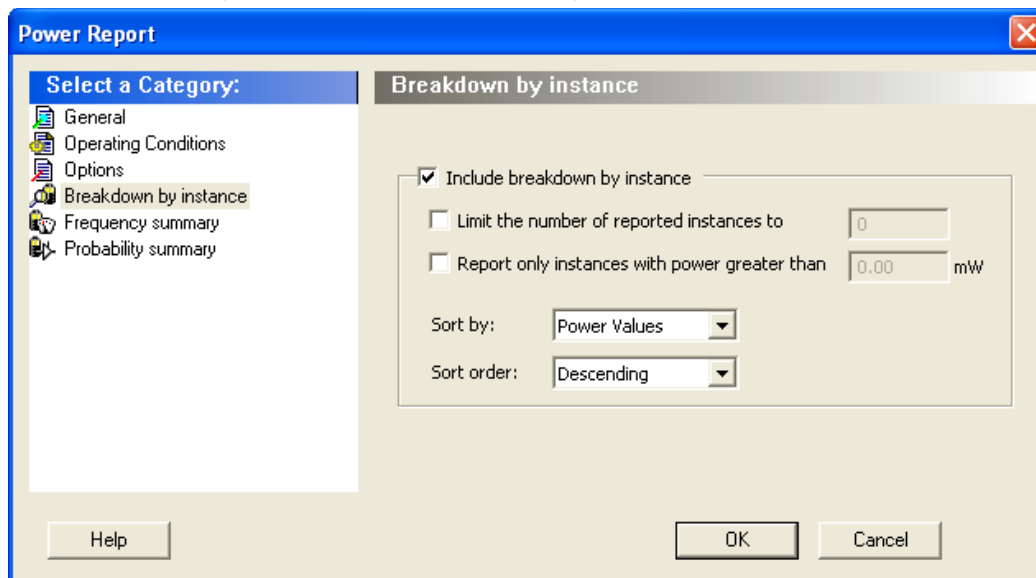 Power Report
Select a Category:
General
Operating Conditions
Options
Breakdown by instance
Frequency summary
Probability summary
Breakdown by instance
Include breakdown by instance
Limit the number of reported instances to 0
Report only instances with power greater than 0.00 mW
Sort by: Power Values
Sort order: Descending
Help OK Cancel